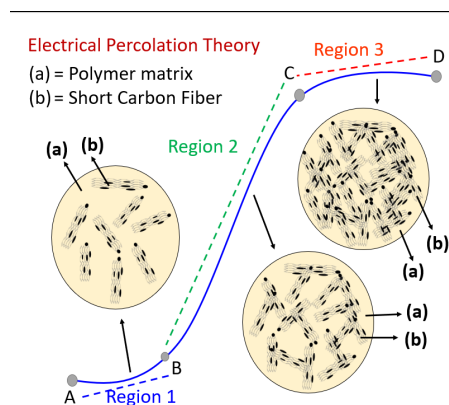 Electrical Percolation Theory
(a) = Polymer matrix
(b) = Short Carbon Fiber
Region 3
D
C
Region 2
(a)
(b)
(b)
(a)
(a)
(b)
B
A
Region 1